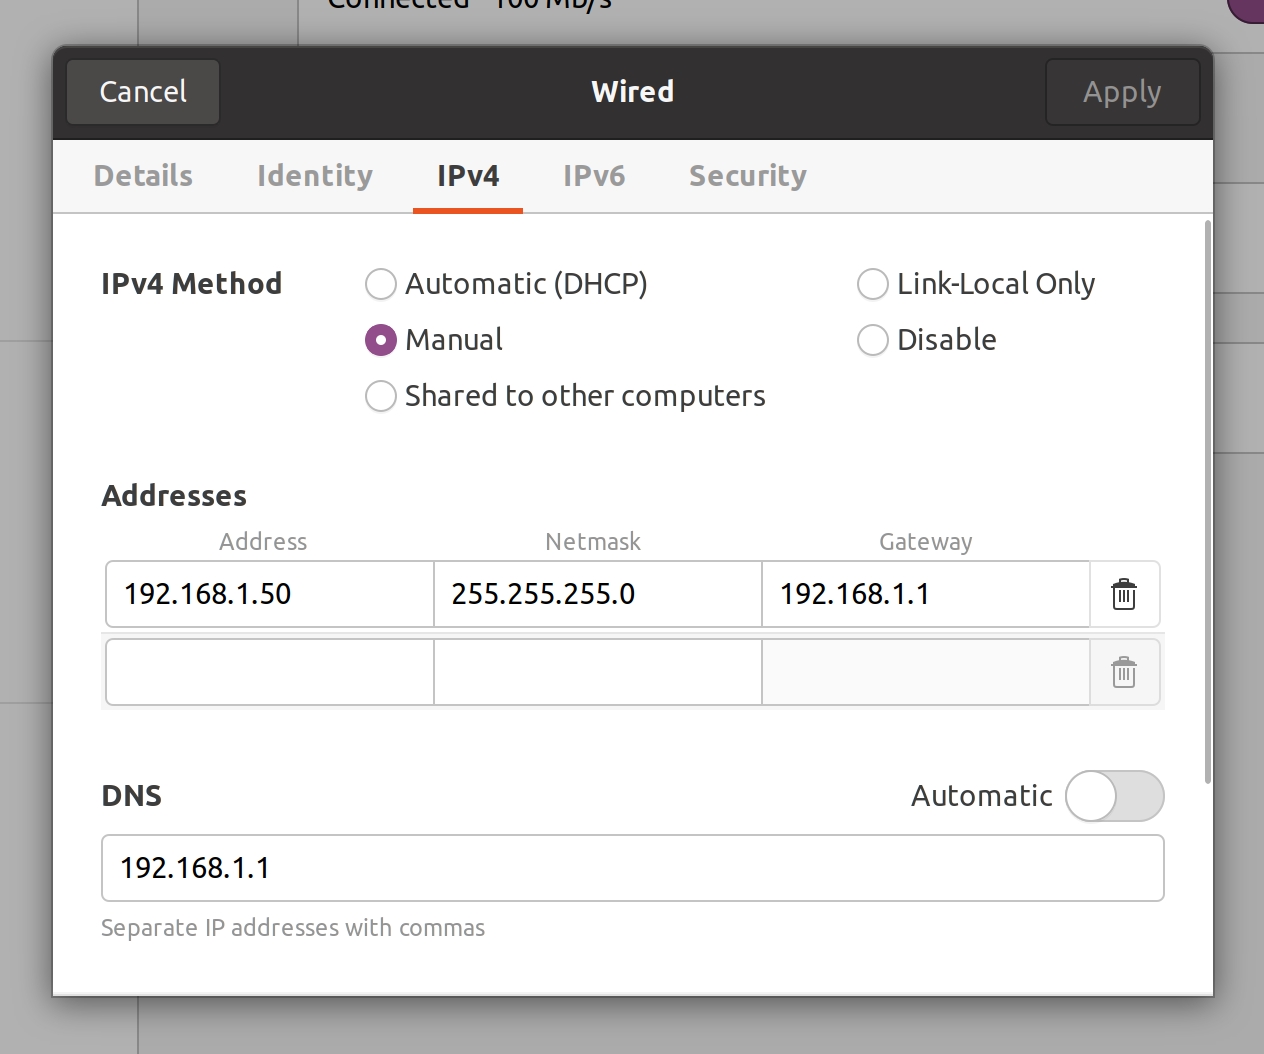 Connected - 100 Mb/s
Cancel
Wired
Apply
Details Identity IPv4 IPv6 Security
IPv4 Method
Automatic (DHCP) Link-Local Only
Manual Disable
Shared to other computers
Addresses
Address Netmask Gateway
192.168.1.50 255.255.255.0 192.168.1.1
DNS Automatic
192.168.1.1
Separate IP addresses with commas